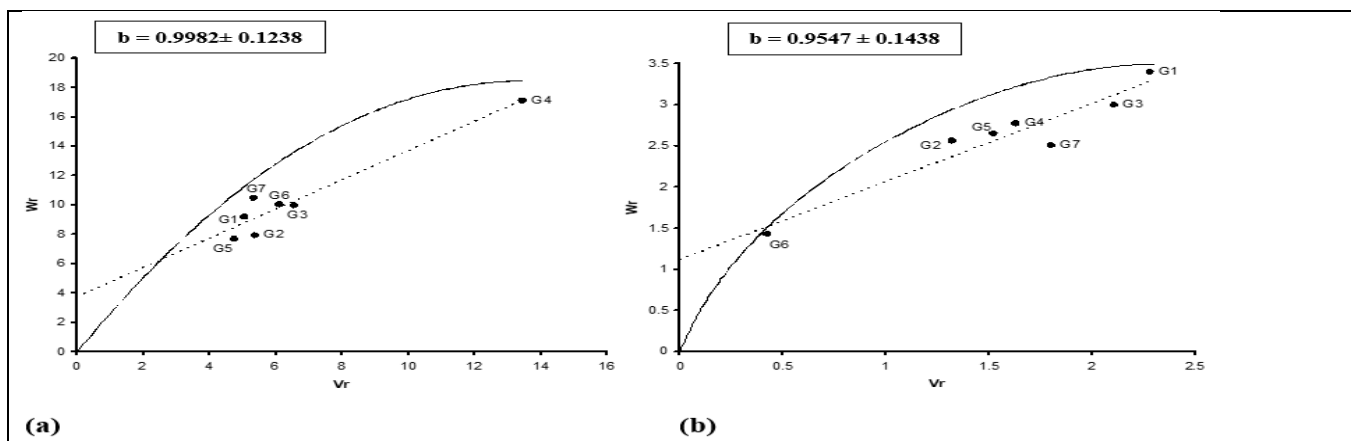 b = 0.9982± 0.1238
20
18
16
14
12
10
8
6
4
2
0
Wr
G4
G7
G6
G1
G3
G5
G2
0 2 4 6 8 10 12 14 16
Vr
(a)
b = 0.9547 ± 0.1438
3.5
3
2.5
2
1.5
1
0.5
0
Wr
G1
G3
G4
G5
G2
G7
G6
0 0.5 1 1.5 2 2.5
Vr
(b)